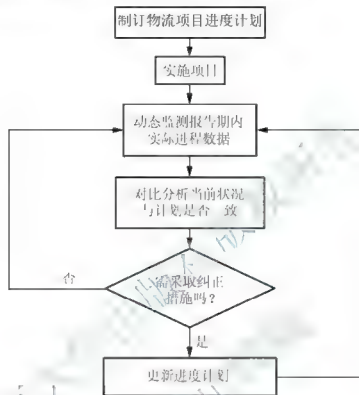 制订物流项目进度计划
实施项目
动态监测报告期内
实际过程数据
对比分析当前状况
与计划是否一致
需采取纠正
措施吗?
否
是
更新进度计划